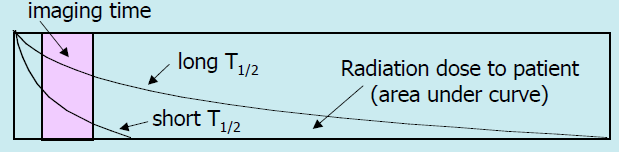 imaging time
long T1/2
Radiation dose to patient
(area under curve)
short T1/2